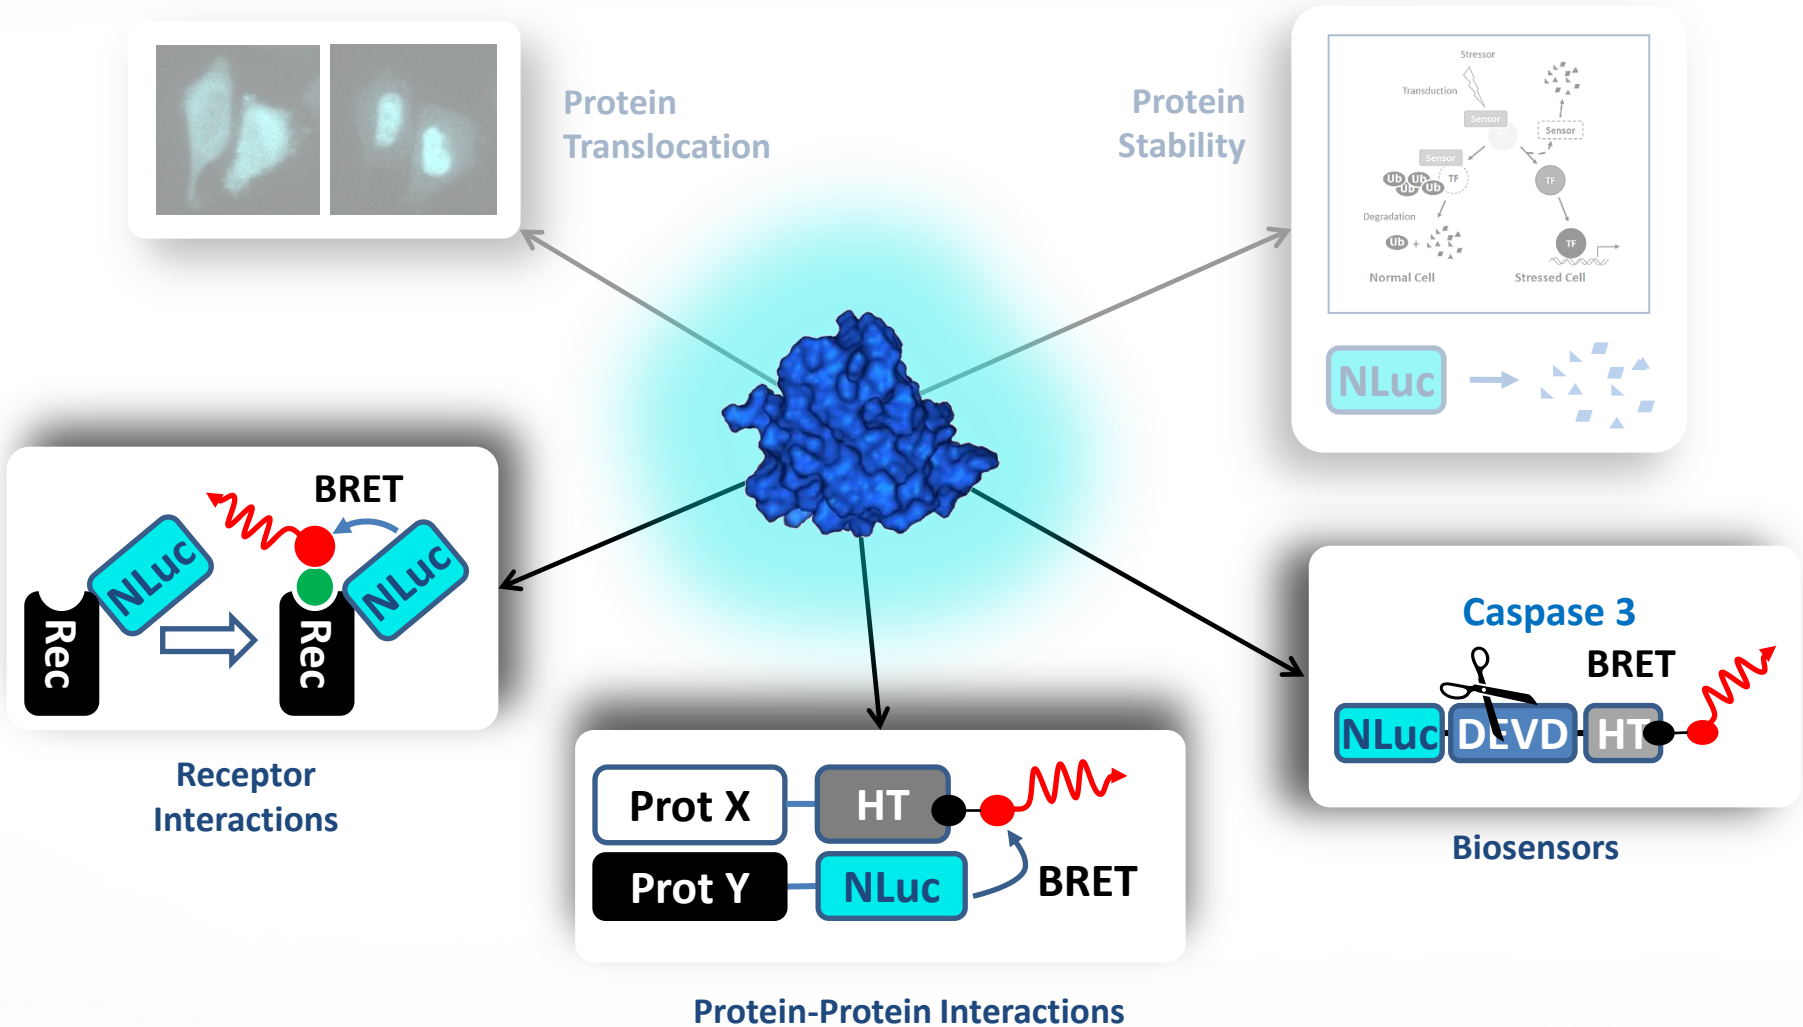 Protein
Translocation
Protein
Stability
Stressor
Transduction
Sensor
TF
Sensor
Sensor
Ub
Ub
Ub
Ub
TF
TF
Degradation
Ub
+
TF
Normal Cell
Stressed Cell
NLuc
BRET
NLuc
NLuc
Rec
Rec
Receptor
Interactions
Prot X
HT
Prot Y
NLuc
BRET
Protein-Protein Interactions
Caspase 3
BRET
NLuc
DEVD
HT
Biosensors